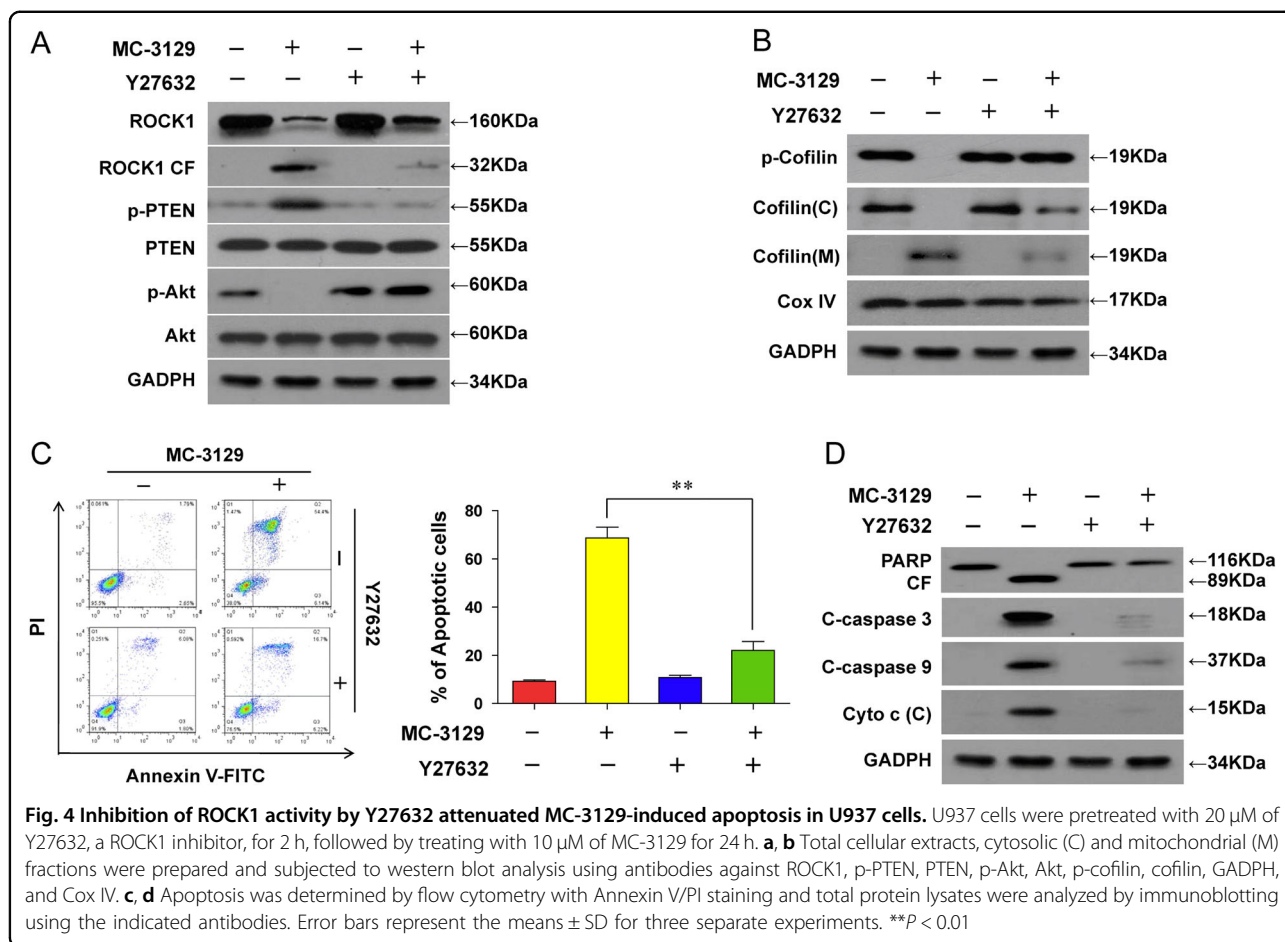 A
MC-3129 – + – +
Y27632 – – + +
ROCK1 ←160KDa
ROCK1 CF ←32KDa
p-PTEN ←55KDa
PTEN ←55KDa
p-Akt ←60KDa
Akt ←60KDa
GADPH ←34KDa
B
MC-3129 – + – +
Y27632 – – + +
p-Cofilin ←19KDa
Cofilin(C) ←19KDa
Cofilin(M) ←19KDa
Cox IV ←17KDa
GADPH ←34KDa
C
MC-3129
– +
PI
Y27632
– +
Annexin V-FITC
**
% of Apoptotic cells
80
60
40
20
0
MC-3129 – + – +
Y27632 – – + +
D
MC-3129 – + – +
Y27632 – – + +
PARP ←116KDa
CF ←89KDa
C-caspase 3 ←18KDa
C-caspase 9 ←37KDa
Cyto c (C) ←15KDa
GADPH ←34KDa
Fig. 4 Inhibition of ROCK1 activity by Y27632 attenuated MC-3129-induced apoptosis in U937 cells. U937 cells were pretreated with 20 µM of
Y27632, a ROCK1 inhibitor, for 2 h, followed by treating with 10 µM of MC-3129 for 24 h. a, b Total cellular extracts, cytosolic (C) and mitochondrial (M)
fractions were prepared and subjected to western blot analysis using antibodies against ROCK1, p-PTEN, PTEN, p-Akt, Akt, p-cofilin, cofilin, GADPH,
and Cox IV. c, d Apoptosis was determined by flow cytometry with Annexin V/PI staining and total protein lysates were analyzed by immunoblotting
using the indicated antibodies. Error bars represent the means ± SD for three separate experiments. **P < 0.01